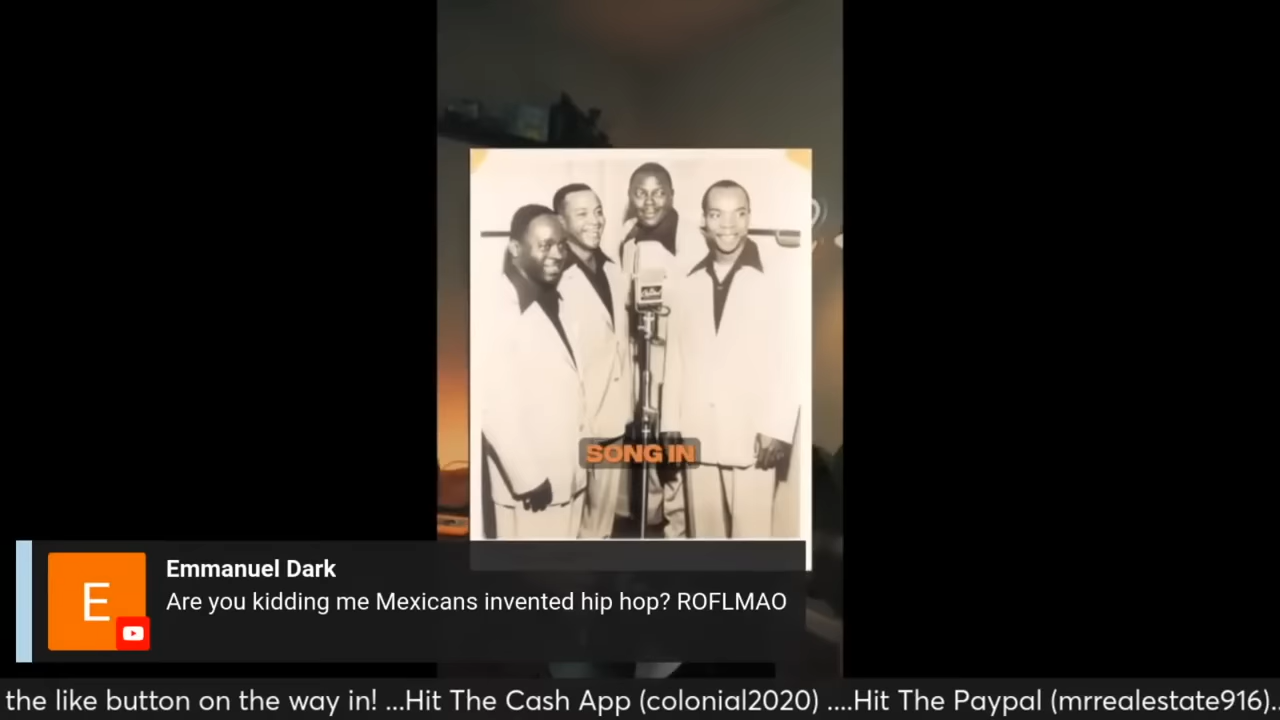 SONG IN
E
Emmanuel Dark
Are you kidding me Mexicans invented hip hop? ROFLMAO
the like button on the way in! ...Hit The Cash App (colonial2020) ....Hit The Paypal (mrrealestate916)..